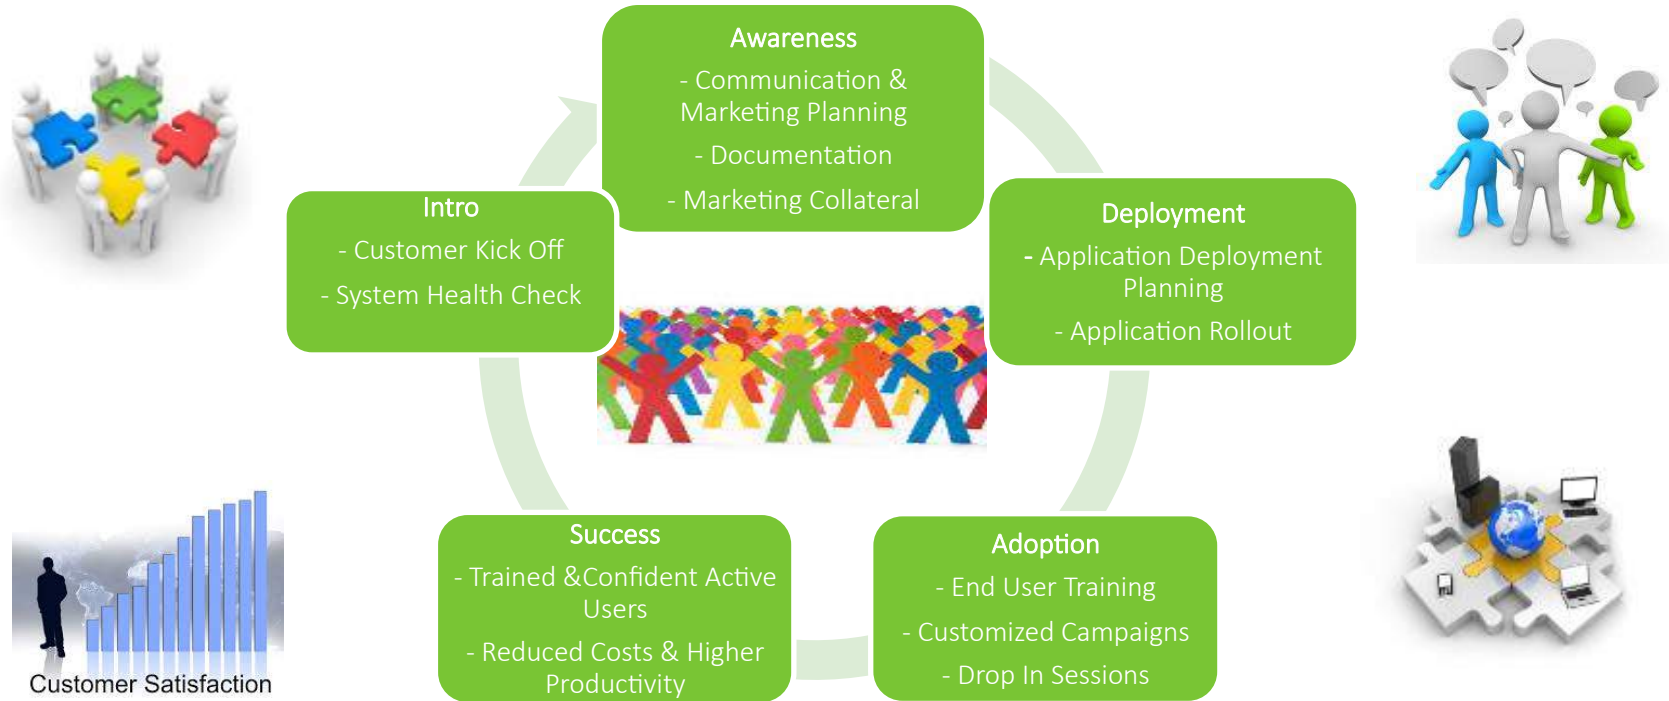 Awareness
- Communication &
Marketing Planning
- Documentation
- Marketing Collateral
Intro
- Customer Kick Off
- System Health Check
Deployment
- Application Deployment
Planning
- Application Rollout
Success
- Trained &Confident Active
Users
- Reduced Costs & Higher
Productivity
Adoption
- End User Training
- Customized Campaigns
- Drop In Sessions
Customer Satisfaction